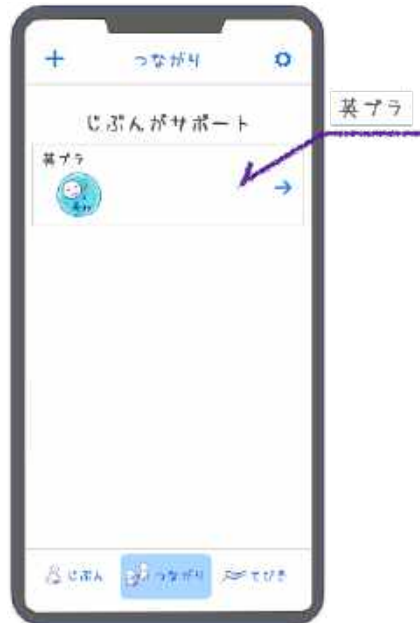 + つながり
じぶんがサポート
英プラ
→
英プラ
じぶん つながり てびき